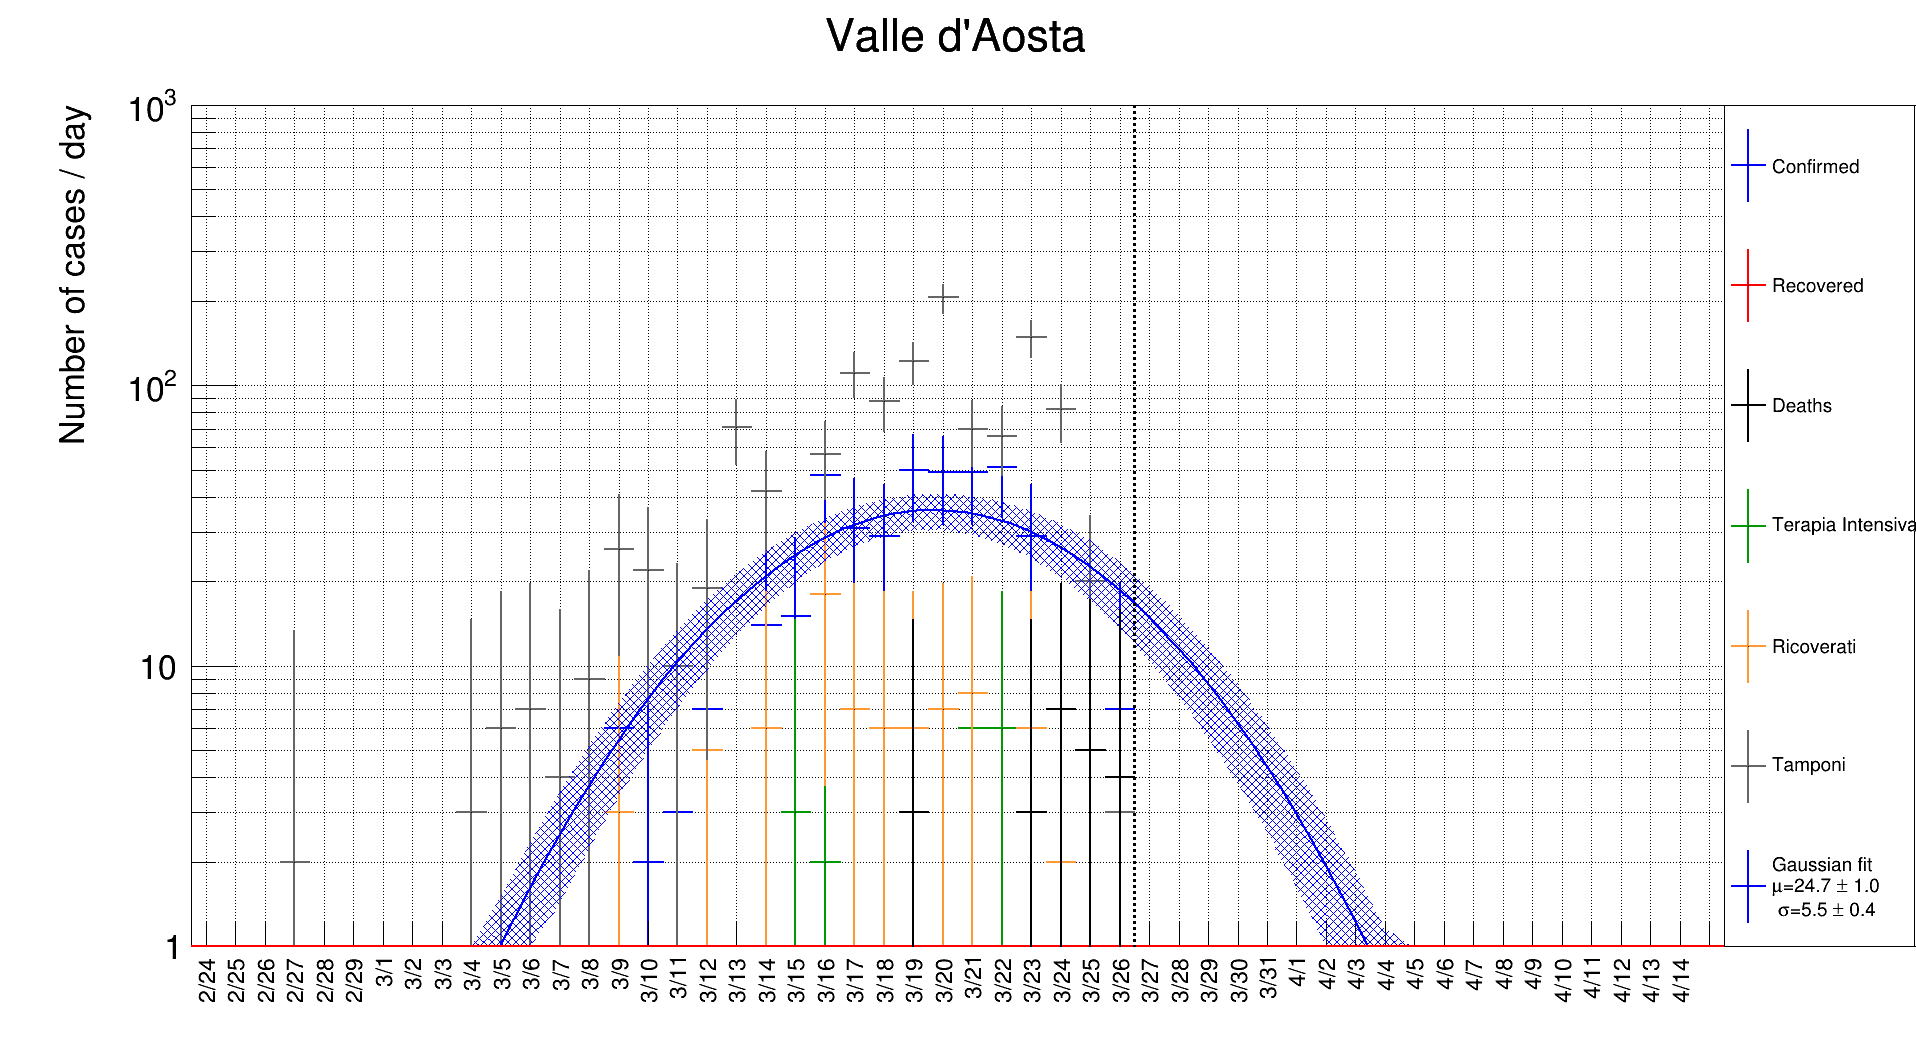 Valle d'Aosta
Number of cases / day
10³
10²
10
1
2/24 2/25 2/26 2/27 2/28 2/29 3/1 3/2 3/3 3/4 3/5 3/6 3/7 3/8 3/9 3/10 3/11 3/12 3/13 3/14 3/15 3/16 3/17 3/18 3/19 3/20 3/21 3/22 3/23 3/24 3/25 3/26 3/27 3/28 3/29 3/30 3/31 4/1 4/2 4/3 4/4 4/5 4/6 4/7 4/8 4/9 4/10 4/11 4/12 4/13 4/14
Confirmed
Recovered
Deaths
Terapia Intensiva
Ricoverati
Tamponi
Gaussian fit
μ=24.7 ± 1.0
σ=5.5 ± 0.4